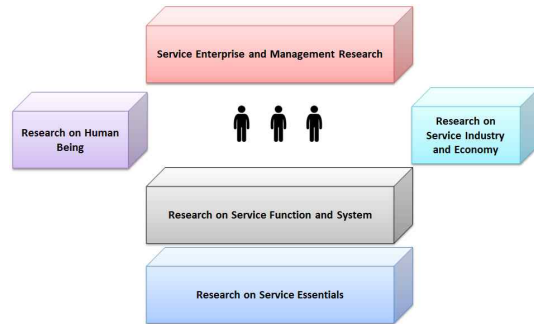 Service Enterprise and Management Research
Research on Human
Being
Research on
Service Industry
and Economy
Research on Service Function and System
Research on Service Essentials